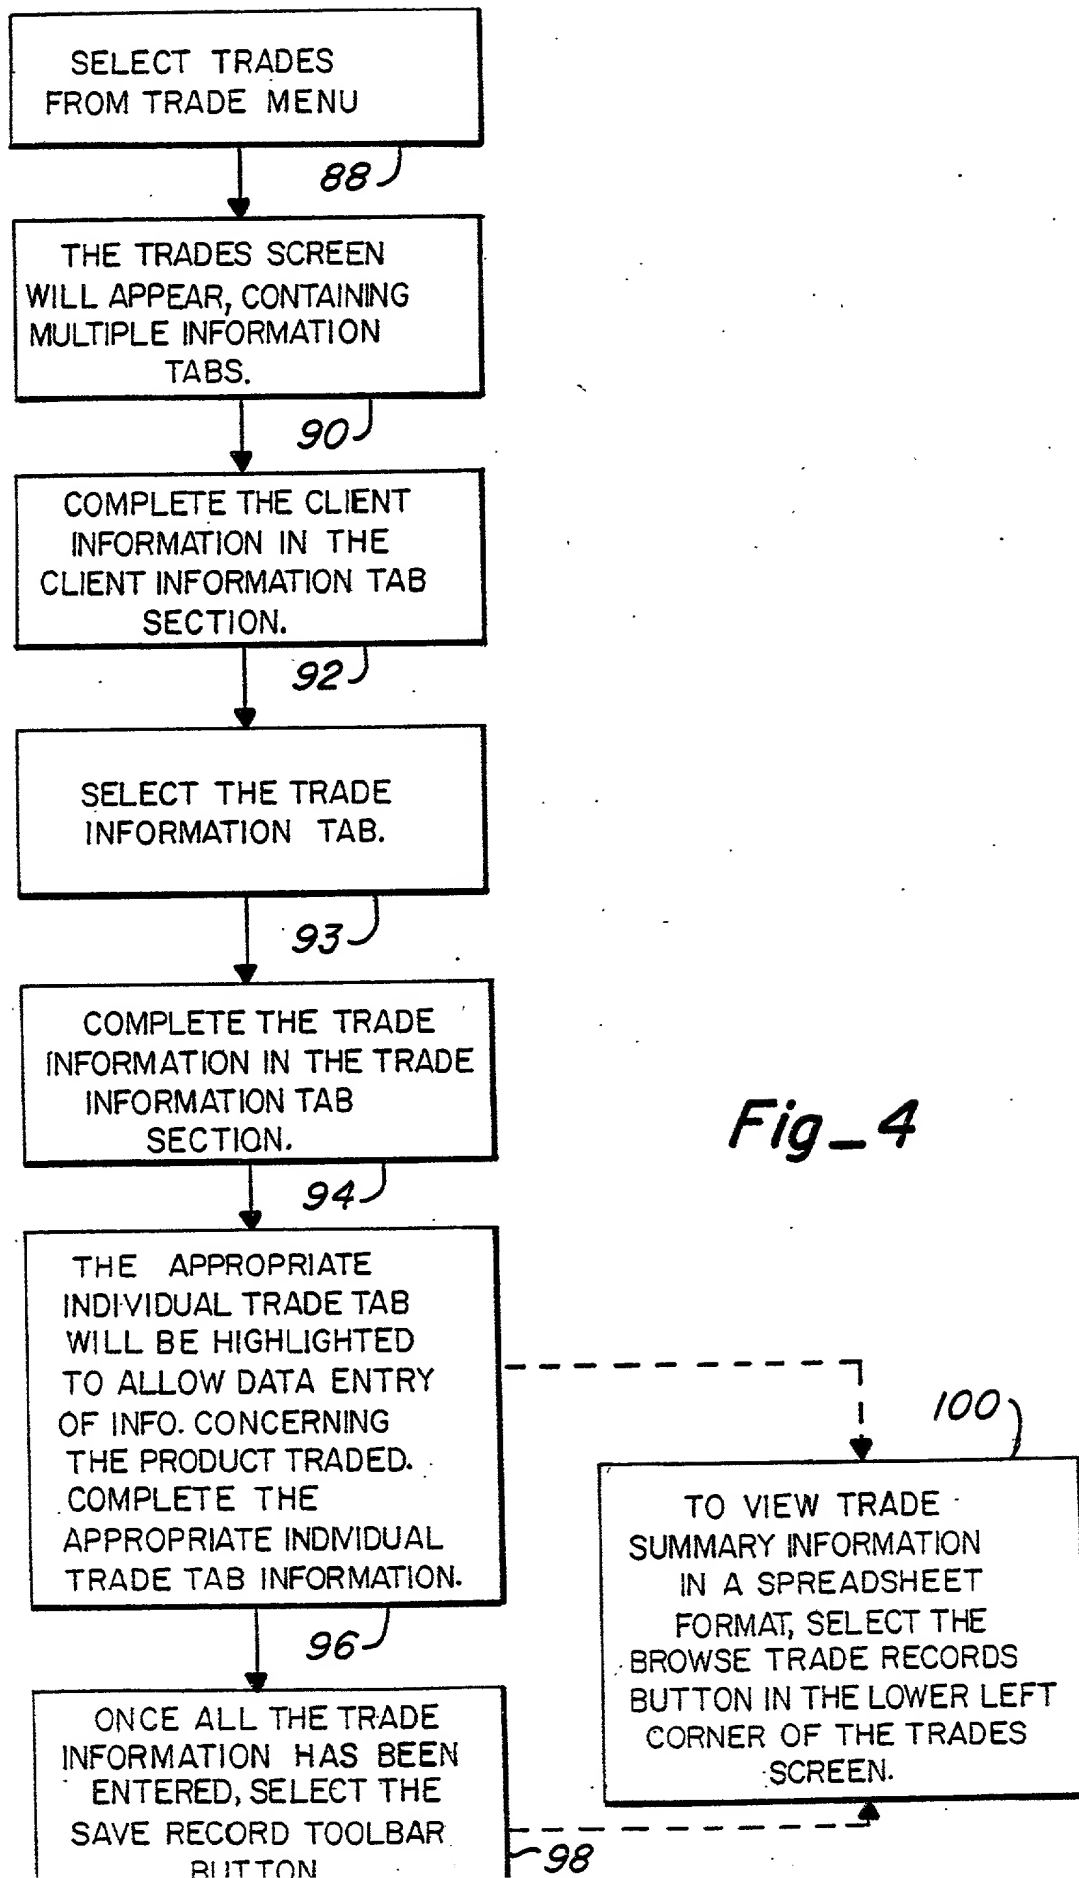 SELECT TRADES
FROM TRADE MENU
88
THE TRADES SCREEN
WILL APPEAR, CONTAINING
MULTIPLE INFORMATION
TABS.
90
COMPLETE THE CLIENT
INFORMATION IN THE
CLIENT INFORMATION TAB
SECTION.
92
SELECT THE TRADE
INFORMATION TAB.
93
COMPLETE THE TRADE
INFORMATION IN THE TRADE
INFORMATION TAB
SECTION.
94
Fig_4
THE APPROPRIATE
INDIVIDUAL TRADE TAB
WILL BE HIGHLIGHTED
TO ALLOW DATA ENTRY
OF INFO. CONCERNING
THE PRODUCT TRADED.
COMPLETE THE
APPROPRIATE INDIVIDUAL
TRADE TAB INFORMATION.
96
100
TO VIEW TRADE
SUMMARY INFORMATION
IN A SPREADSHEET
FORMAT, SELECT THE
BROWSE TRADE RECORDS
BUTTON IN THE LOWER LEFT
CORNER OF THE TRADES
SCREEN.
ONCE ALL THE TRADE
INFORMATION HAS BEEN
ENTERED, SELECT THE
SAVE RECORD TOOLBAR
BUTTON
98